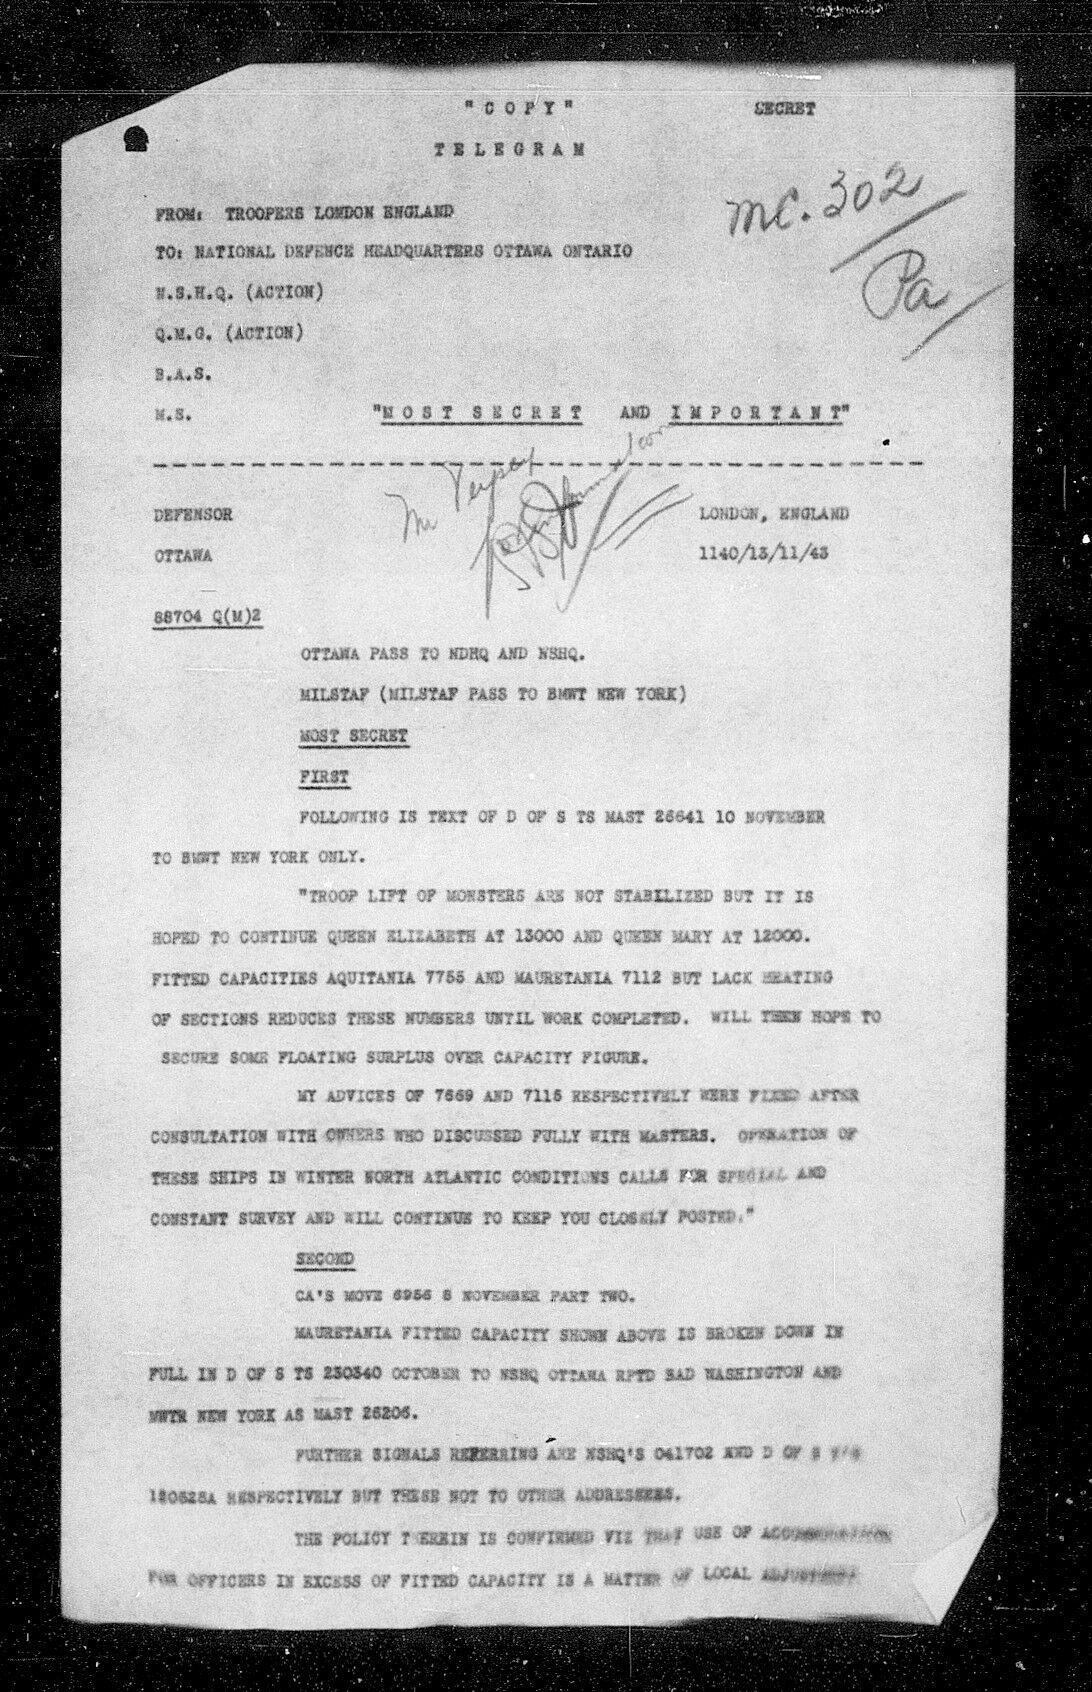 "COPY" SECRET
TELEGRAM
MC. 302
Pa
FROM: TROOPERS LONDON ENGLAND
TO: NATIONAL DEFENCE HEADQUARTERS OTTAWA ONTARIO
N.S.H.Q. (ACTION)
Q.M.G. (ACTION)
B.A.S.
M.S. "MOST SECRET AND IMPORTANT"
Mr
DEFENSOR LONDON, ENGLAND
OTTAWA 1140/13/11/43
88704 Q(M)2
OTTAWA PASS TO NDHQ AND NSHQ.
MILSTAF (MILSTAF PASS TO BMWT NEW YORK)
MOST SECRET
FIRST
FOLLOWING IS TEXT OF D OF S TS MAST 26641 10 NOVEMBER
TO BMWT NEW YORK ONLY.
"TROOP LIFT OF MONSTERS ARE NOT STABILIZED BUT IT IS
HOPED TO CONTINUE QUEEN ELIZABETH AT 13000 AND QUEEN MARY AT 12000.
FITTED CAPACITIES AQUITANIA 7755 AND MAURETANIA 7112 BUT LACK HEATING
OF SECTIONS REDUCES THESE NUMBERS UNTIL WORK COMPLETED. WILL THEN HOPE TO
SECURE SOME FLOATING SURPLUS OVER CAPACITY FIGURE.
MY ADVICES OF 7669 AND 7115 RESPECTIVELY WERE FIXED AFTER
CONSULTATION WITH OWNERS WHO DISCUSSED FULLY WITH MASTERS. OPERATION OF
THESE SHIPS IN WINTER NORTH ATLANTIC CONDITIONS CALLS FOR SPECIAL AND
CONSTANT SURVEY AND WILL CONTINUE TO KEEP YOU CLOSELY POSTED."
SECOND
CA'S MOVE 6956 8 NOVEMBER PART TWO.
MAURETANIA FITTED CAPACITY SHOWN ABOVE IS BROKEN DOWN IN
FULL IN D OF S TS 230340 OCTOBER TO NSHQ OTTAWA RPTD BAD WASHINGTON AND
MWTR NEW YORK AS MAST 26206.
FURTHER SIGNALS REFERRING ARE NSHQ'S 041702 AND D OF S
RESPECTIVELY BUT THESE NOT TO OTHER ADDRESSEES.
THE POLICY THEREIN IS CONFIRMED VIZ THAT USE OF ACCOMMODATION
FOR OFFICERS IN EXCESS OF FITTED CAPACITY IS A MATTER OF LOCAL ADJUSTMENT